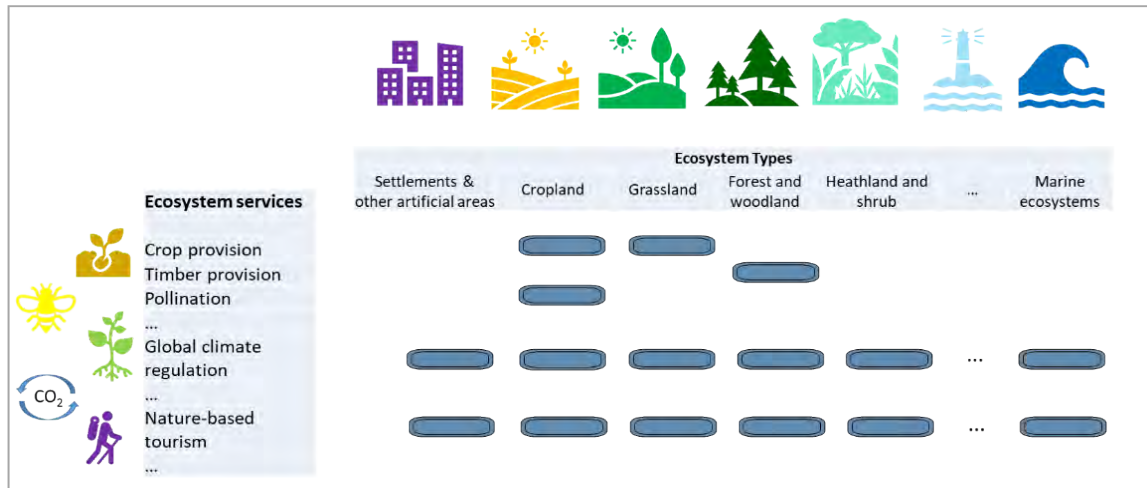 Ecosystem Types
Settlements &
other artificial areas
Cropland
Grassland
Forest and
woodland
Heathland and
shrub
...
Marine
ecosystems
Ecosystem services
Crop provision
Timber provision
Pollination
...
Global climate
regulation
...
...
CO₂
Nature-based
tourism
...
...